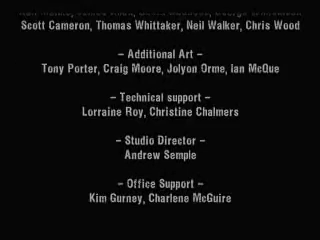 Scott Cameron, Thomas Whittaker, Neil Walker, Chris Wood
– Additional Art –
Tony Porter, Craig Moore, Jolyon Orme, Ian McQue
– Technical support –
Lorraine Roy, Christine Chalmers
– Studio Director –
Andrew Semple
– Office Support –
Kim Gurney, Charlene McGuire